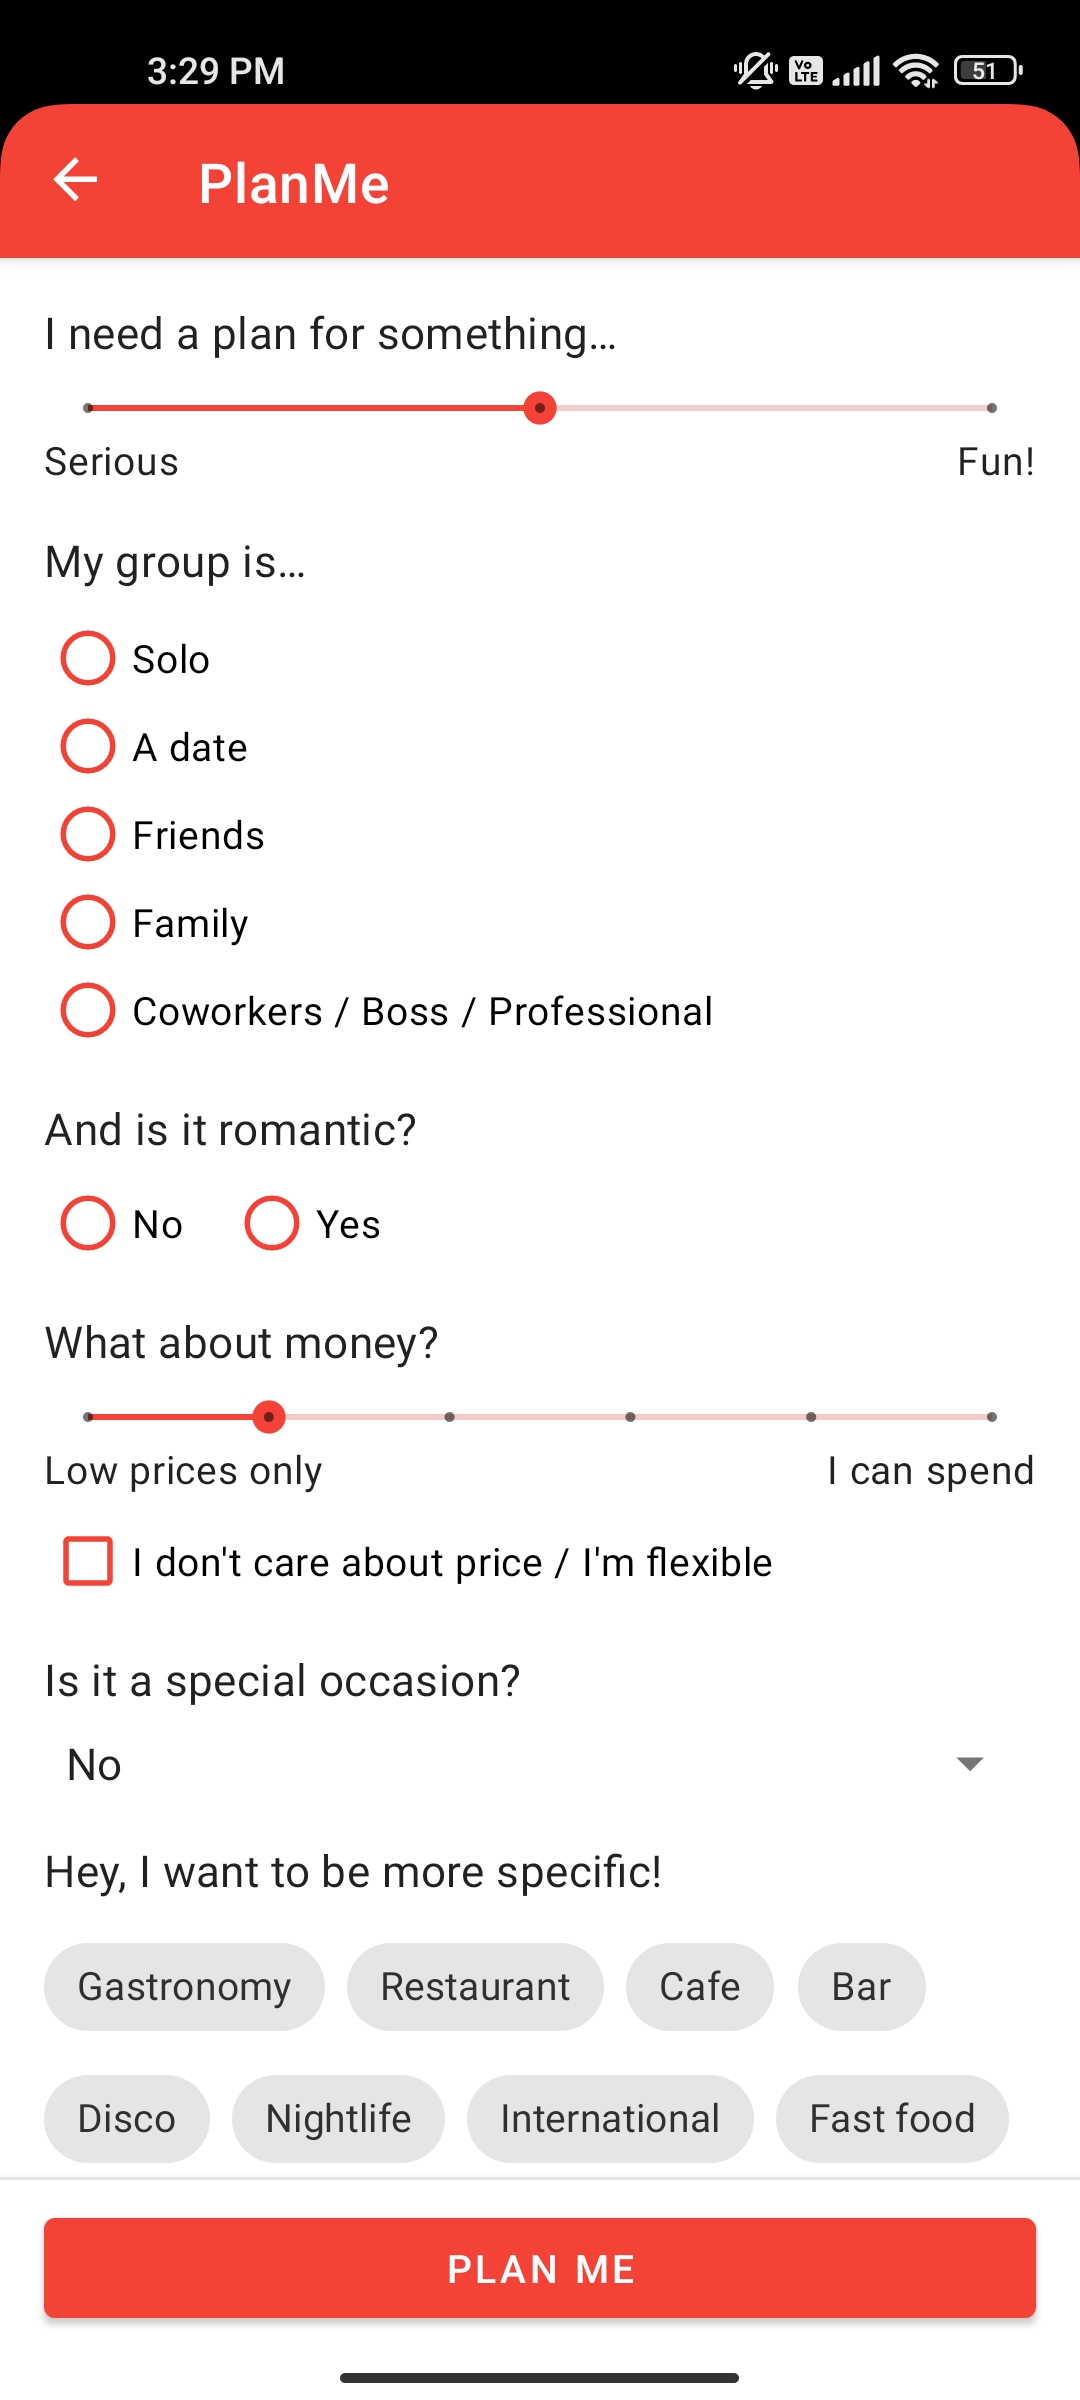 3:29 PM
Vo LTE
51
PlanMe
I need a plan for something...
Serious Fun!
My group is...
Solo
A date
Friends
Family
Coworkers / Boss / Professional
And is it romantic?
No Yes
What about money?
Low prices only I can spend
I don't care about price / I'm flexible
Is it a special occasion?
No
Hey, I want to be more specific!
Gastronomy Restaurant Cafe Bar
Disco Nightlife International Fast food
PLAN ME